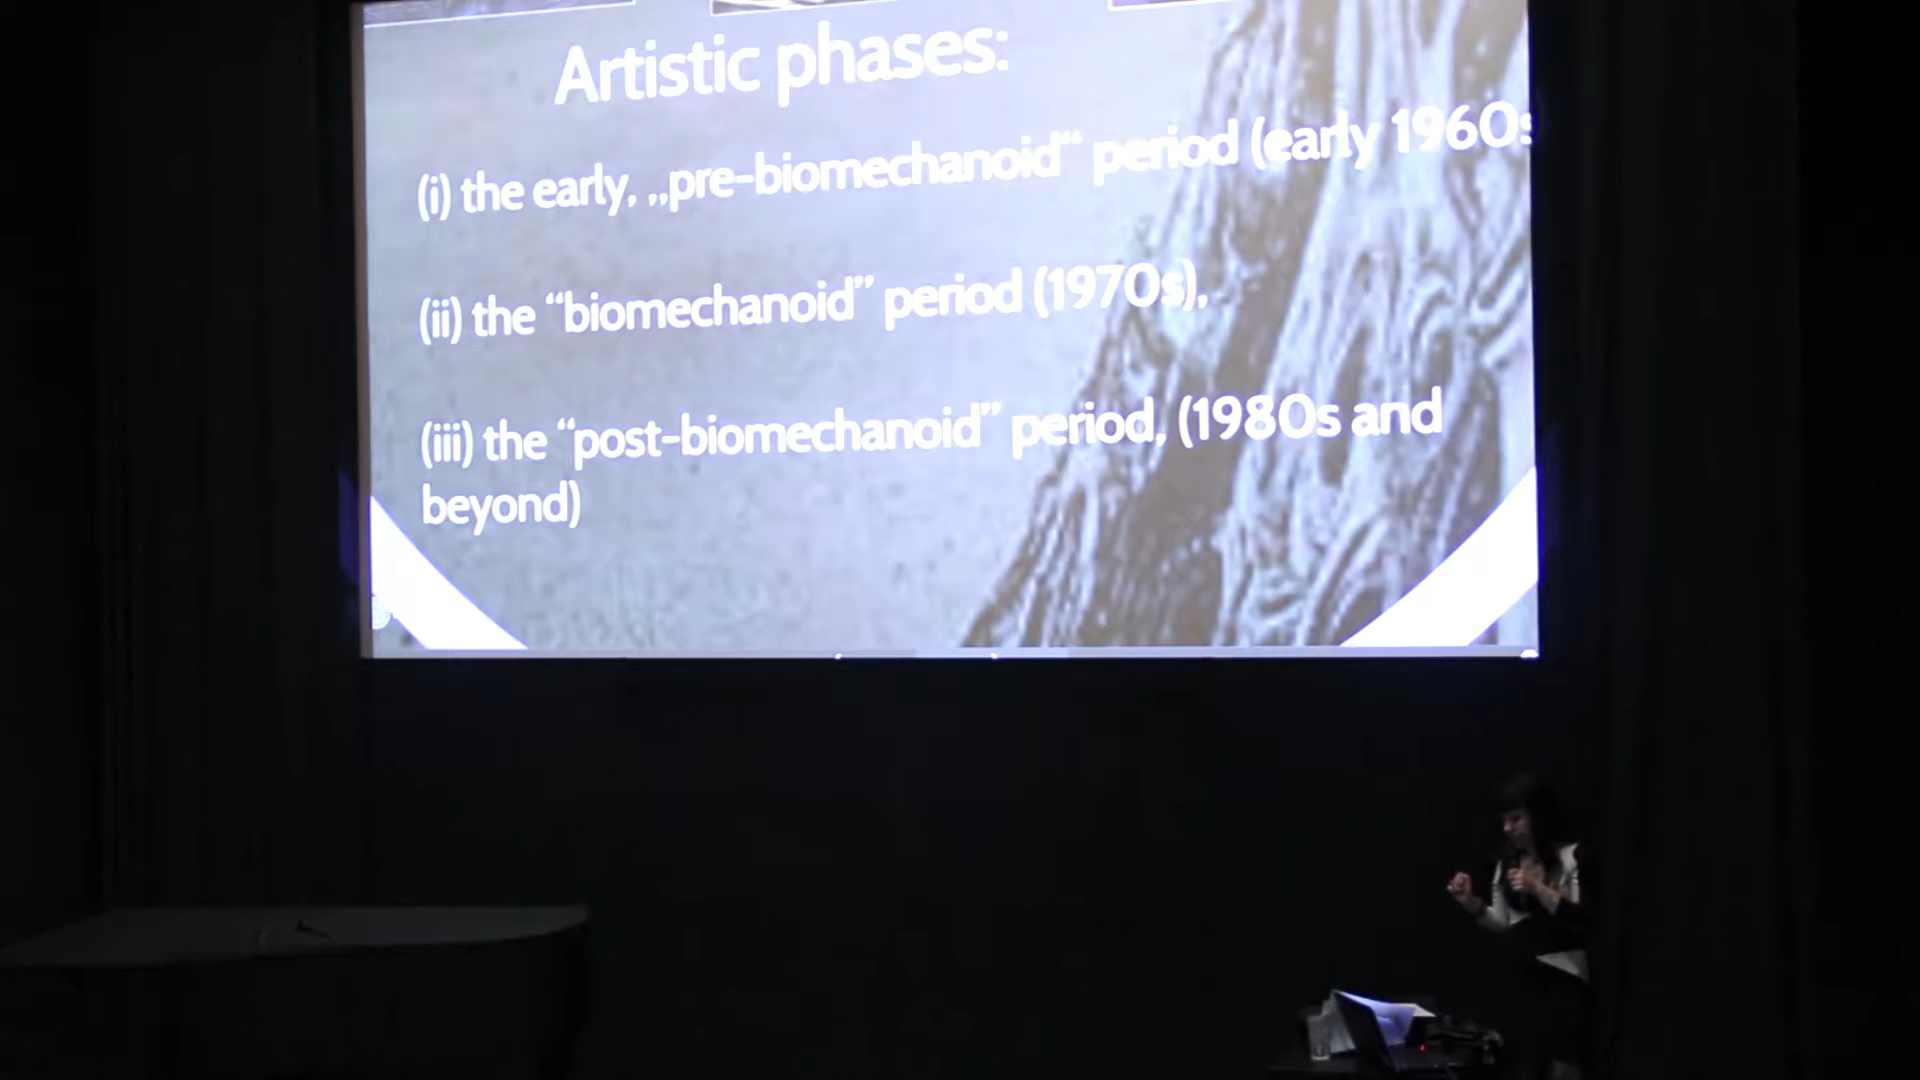 Artistic phases:
(i) the early, „pre-biomechanoid“ period (early 1960s
(ii) the “biomechanoid” period (1970s),
(iii) the “post-biomechanoid” period, (1980s and
beyond)